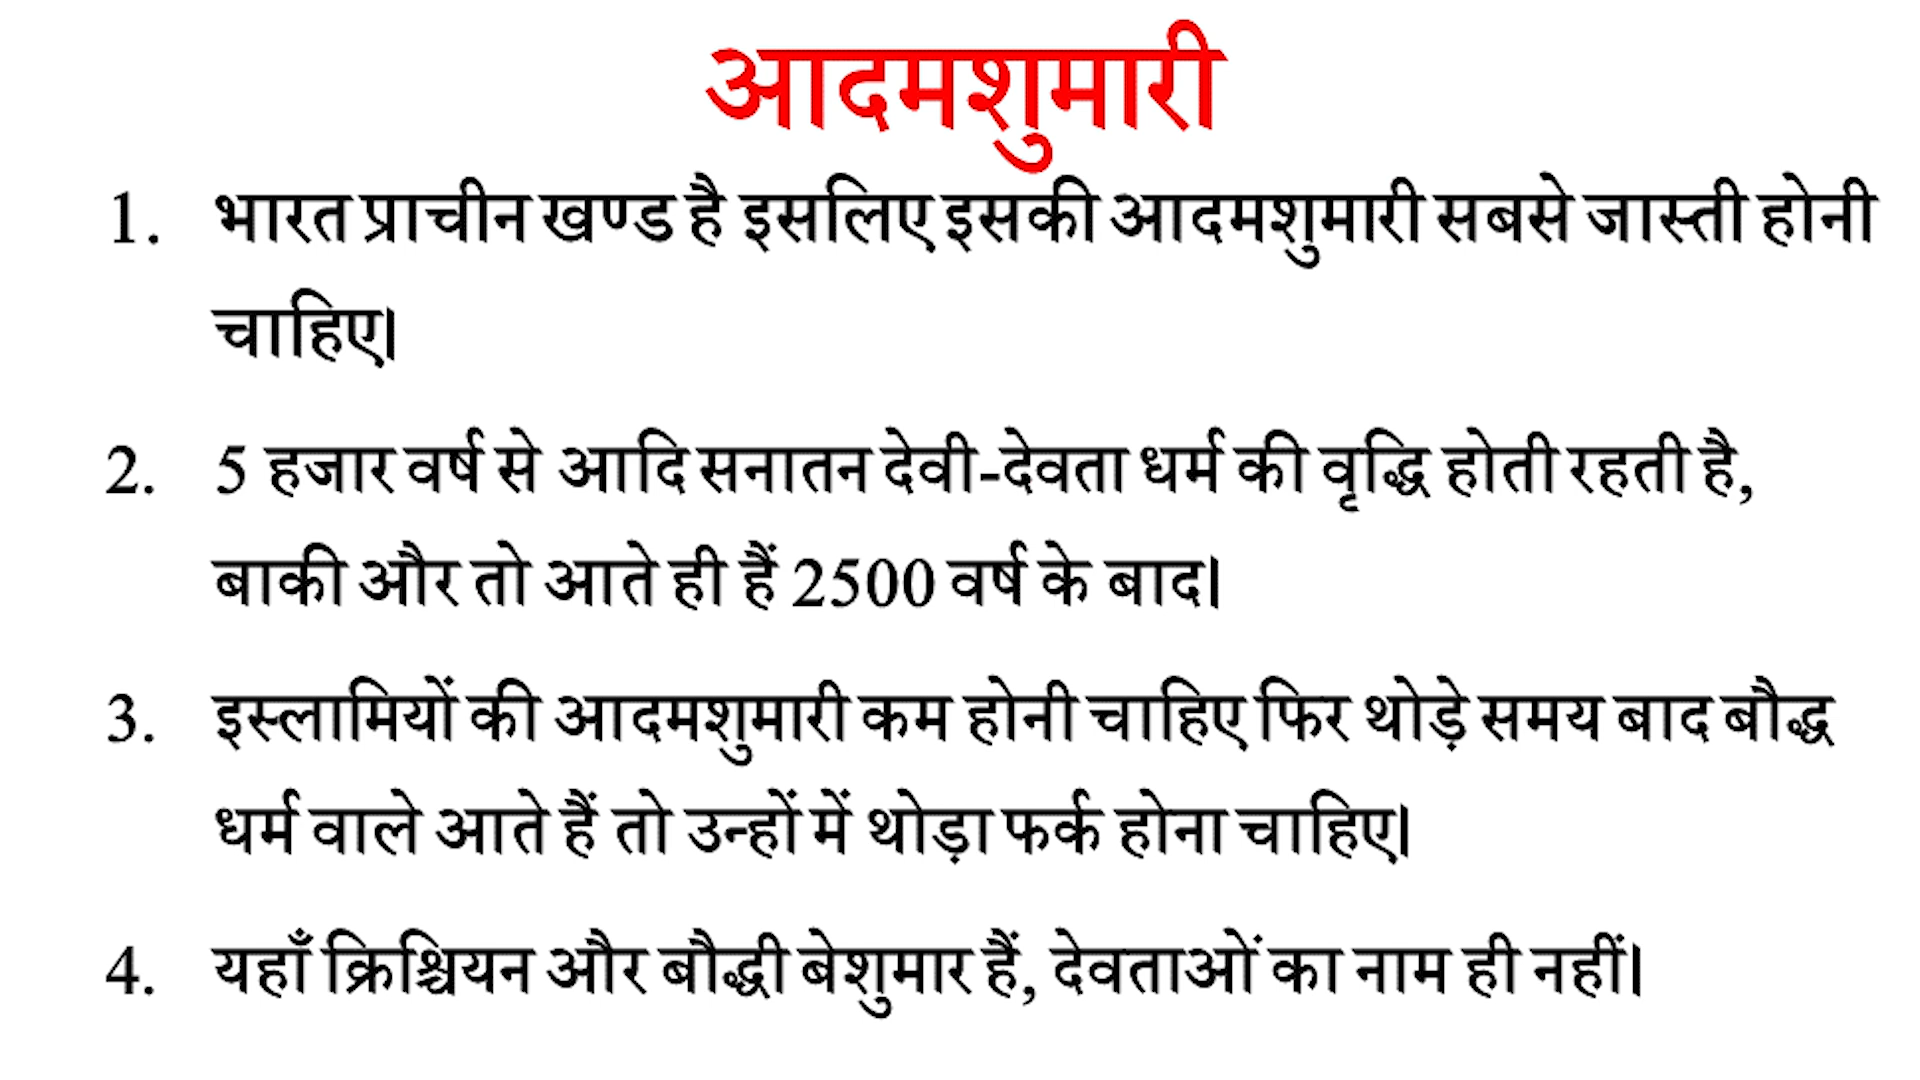 आदमशुमारी
1. भारत प्राचीन खण्ड है इसलिए इसकी आदमशुमारी सबसे जास्ती होनी
चाहिए।
2. 5 हजार वर्ष से आदि सनातन देवी-देवता धर्म की वृद्धि होती रहती है,
बाकी और तो आते ही हैं 2500 वर्ष के बाद।
3. इस्लामियों की आदमशुमारी कम होनी चाहिए फिर थोड़े समय बाद बौद्ध
धर्म वाले आते हैं तो उन्हों में थोड़ा फर्क होना चाहिए।
4. यहाँ क्रिश्चियन और बौद्धी बेशुमार हैं, देवताओं का नाम ही नहीं।